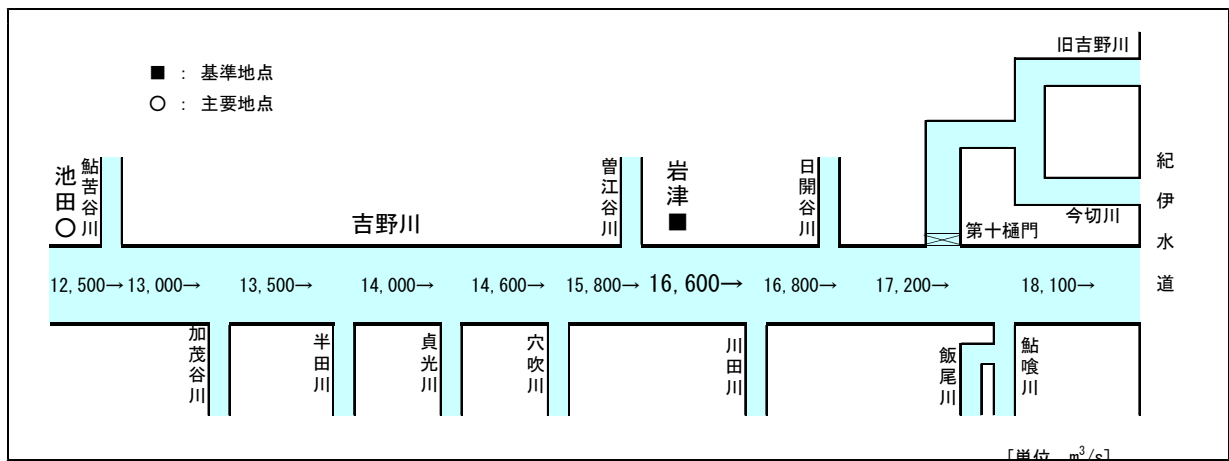 旧吉野川
■ : 基準地点
○ : 主要地点
池田○
鮎苦谷川
吉野川
曽江谷川
岩津■
日開谷川
第十樋門
今切川
紀伊水道
12,500→ 13,000→ 13,500→ 14,000→ 14,600→ 15,800→ 16,600→ 16,800→ 17,200→ 18,100→
加茂谷川
半田川
貞光川
穴吹川
川田川
飯尾川
鮎喰川
[単位 m³/s]